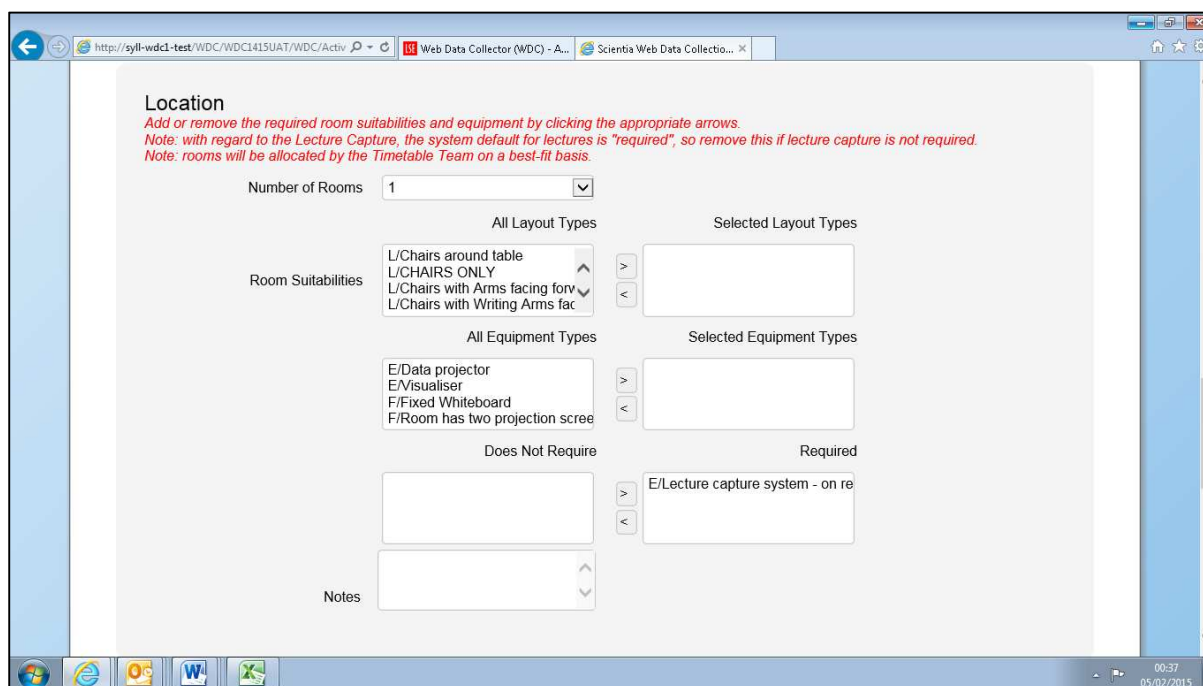 http://syll-wdc1-test/WDC/WDC1415UAT/WDC/Activ
LSE Web Data Collector (WDC) - A...
Scientia Web Data Collectio...
Location
Add or remove the required room suitabilities and equipment by clicking the appropriate arrows.
Note: with regard to the Lecture Capture, the system default for lectures is "required", so remove this if lecture capture is not required.
Note: rooms will be allocated by the Timetable Team on a best-fit basis.
Number of Rooms 1
All Layout Types Selected Layout Types
Room Suitabilities
L/Chairs around table
L/CHAIRS ONLY
L/Chairs with Arms facing forw
L/Chairs with Writing Arms fac
>
<
All Equipment Types Selected Equipment Types
E/Data projector
E/Visualiser
F/Fixed Whiteboard
F/Room has two projection scree
>
<
Does Not Require Required
E/Lecture capture system - on re
>
<
Notes
00:37
05/02/2015